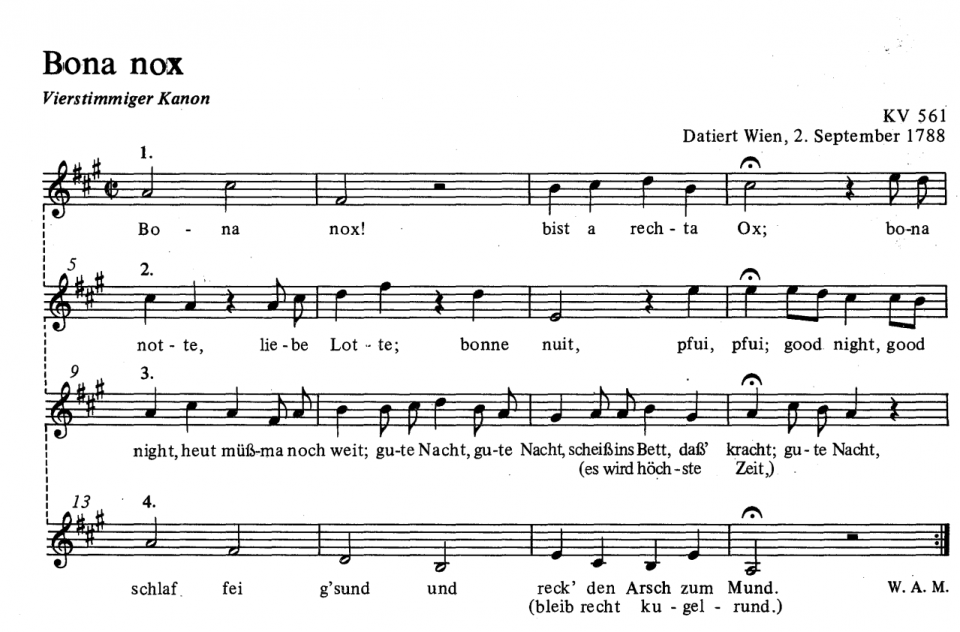 Bona nox
Vierstimmiger Kanon
KV 561
Datiert Wien, 2. September 1788
1.
Bo - na nox! bist a rech - ta Ox; bo-na
5 2.
not - te, lie - be Lot - te; bonne nuit, pfui, pfui; good night, good
9 3.
night, heut müß-ma noch weit; gu-te Nacht, gu-te Nacht, scheiß ins Bett, daß' kracht; gu - te Nacht,
(es wird höch - ste Zeit,)
13 4.
schlaf fei g'sund und reck' den Arsch zum Mund. W. A. M.
(bleib recht ku - gel - rund.)